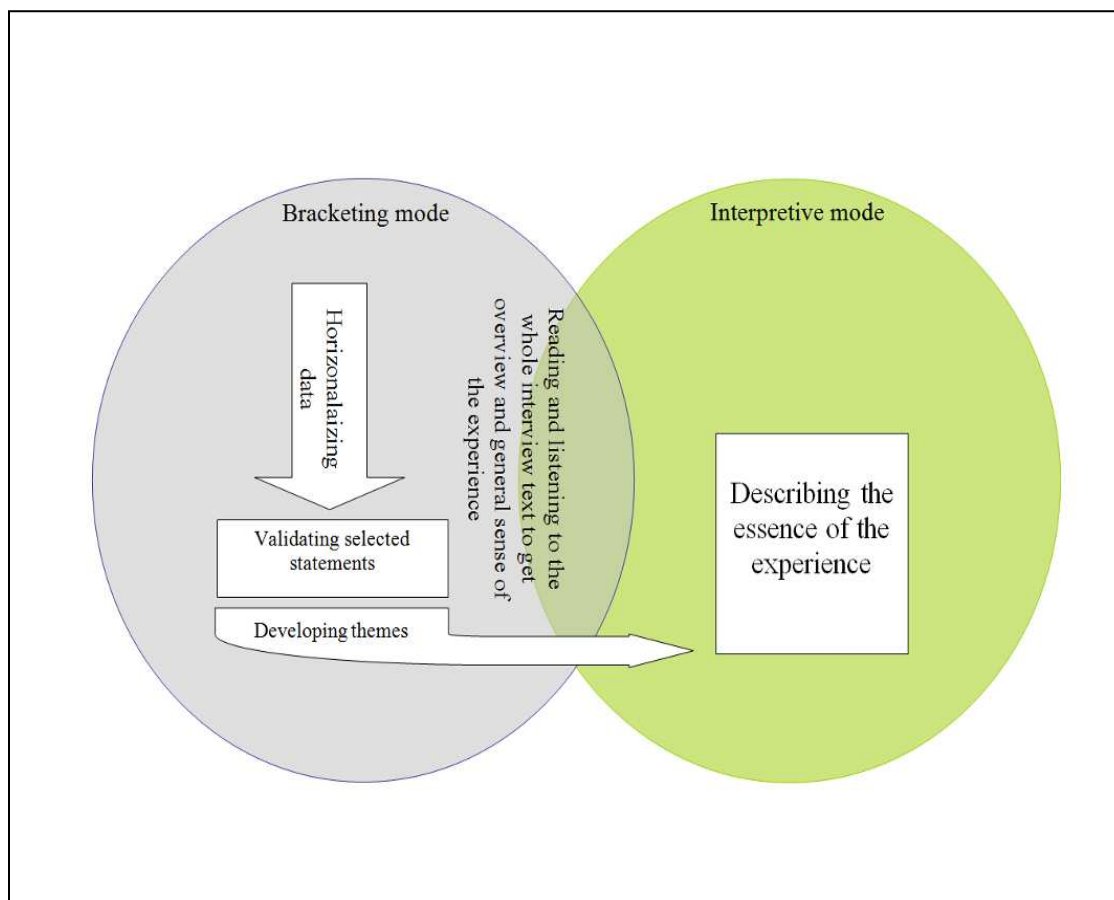 Bracketing mode
Interpretive mode
Horizonalaizing
data
Reading and listening to the
whole interview text to get
overview and general sense of
the experience
Validating selected
statements
Developing themes
Describing the
essence of the
experience